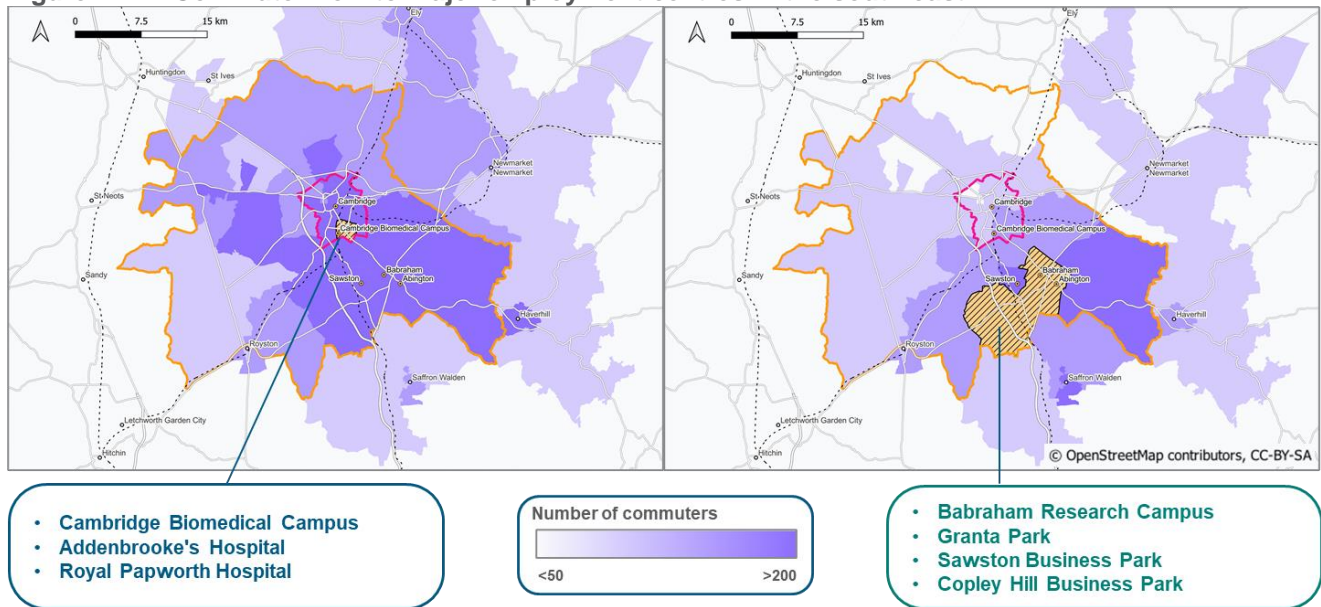 0 7.5 15 km
Ely
Huntingdon
St Ives
Newmarket
Newmarket
St Neots
Cambridge
Cambridge Biomedical Campus
Sandy
Babraham
Sawston
Abington
Haverhill
Royston
Saffron Walden
Letchworth Garden City
Hitchin
0 7.5 15 km
Ely
Huntingdon
St Ives
Newmarket
Newmarket
St Neots
Cambridge
Cambridge Biomedical Campus
Sandy
Babraham
Sawston
Abington
Haverhill
Royston
Saffron Walden
Letchworth Garden City
Hitchin
© OpenStreetMap contributors, CC-BY-SA
• Cambridge Biomedical Campus
• Addenbrooke's Hospital
• Royal Papworth Hospital
Number of commuters
<50 >200
• Babraham Research Campus
• Granta Park
• Sawston Business Park
• Copley Hill Business Park